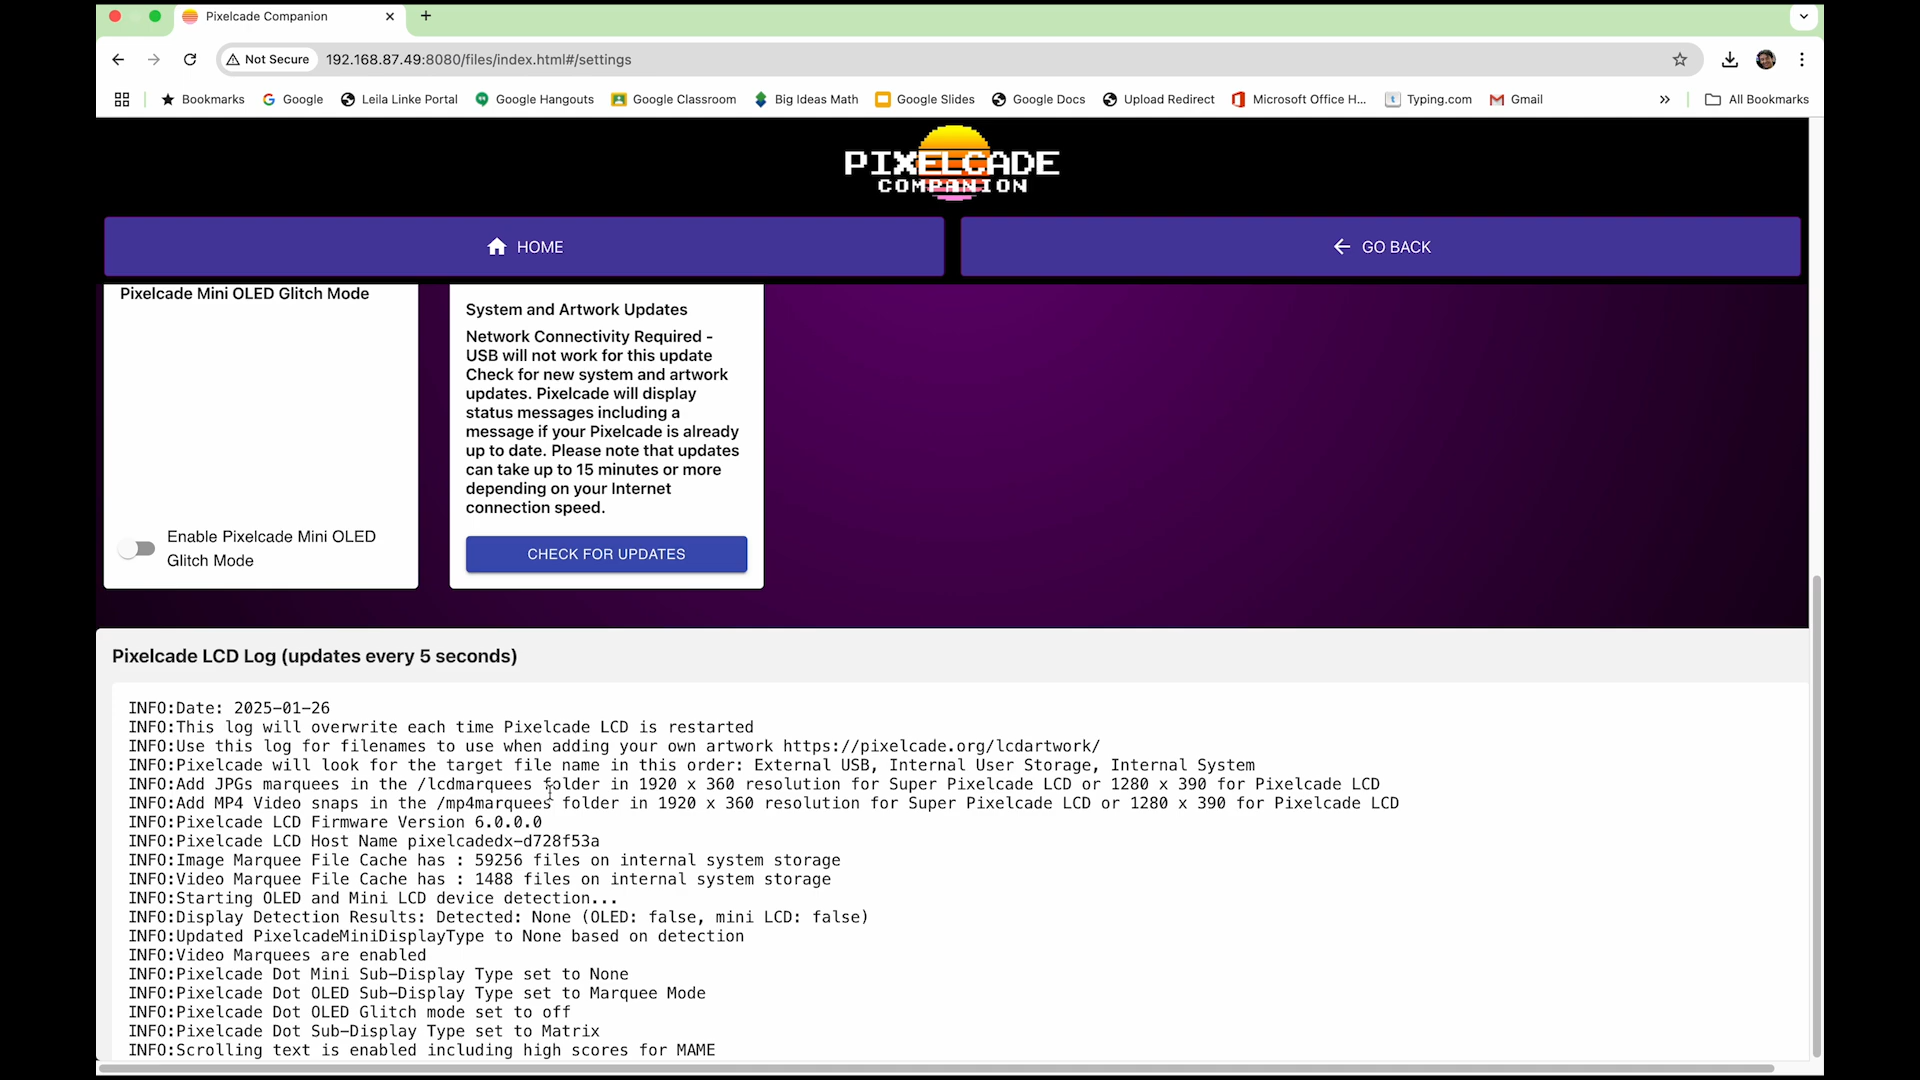 Pixelcade Companion
Not Secure
192.168.87.49:8080/files/index.html#/settings
Bookmarks
Google
Leila Linke Portal
Google Hangouts
Google Classroom
Big Ideas Math
Google Slides
Google Docs
Upload Redirect
Microsoft Office H...
Typing.com
Gmail
All Bookmarks
PIXELCADE
COMPANION
HOME
GO BACK
Pixelcade Mini OLED Glitch Mode
Enable Pixelcade Mini OLED
Glitch Mode
System and Artwork Updates
Network Connectivity Required -
USB will not work for this update
Check for new system and artwork
updates. Pixelcade will display
status messages including a
message if your Pixelcade is already
up to date. Please note that updates
can take up to 15 minutes or more
depending on your Internet
connection speed.
CHECK FOR UPDATES
Pixelcade LCD Log (updates every 5 seconds)
INFO:Date: 2025-01-26
INFO:This log will overwrite each time Pixelcade LCD is restarted
INFO:Use this log for filenames to use when adding your own artwork https://pixelcade.org/lcdartwork/
INFO:Pixelcade will look for the target file name in this order: External USB, Internal User Storage, Internal System
INFO:Add JPGs marquees in the /lcdmarquees folder in 1920 x 360 resolution for Super Pixelcade LCD or 1280 x 390 for Pixelcade LCD
INFO:Add MP4 Video snaps in the /mp4marquees folder in 1920 x 360 resolution for Super Pixelcade LCD or 1280 x 390 for Pixelcade LCD
INFO:Pixelcade LCD Firmware Version 6.0.0.0
INFO:Pixelcade LCD Host Name pixelcadedx-d728f53a
INFO:Image Marquee File Cache has : 59256 files on internal system storage
INFO:Video Marquee File Cache has : 1488 files on internal system storage
INFO:Starting OLED and Mini LCD device detection...
INFO:Display Detection Results: Detected: None (OLED: false, mini LCD: false)
INFO:Updated PixelcadeMiniDisplayType to None based on detection
INFO:Video Marquees are enabled
INFO:Pixelcade Dot Mini Sub-Display Type set to None
INFO:Pixelcade Dot OLED Sub-Display Type set to Marquee Mode
INFO:Pixelcade Dot OLED Glitch mode set to off
INFO:Pixelcade Dot Sub-Display Type set to Matrix
INFO:Scrolling text is enabled including high scores for MAME